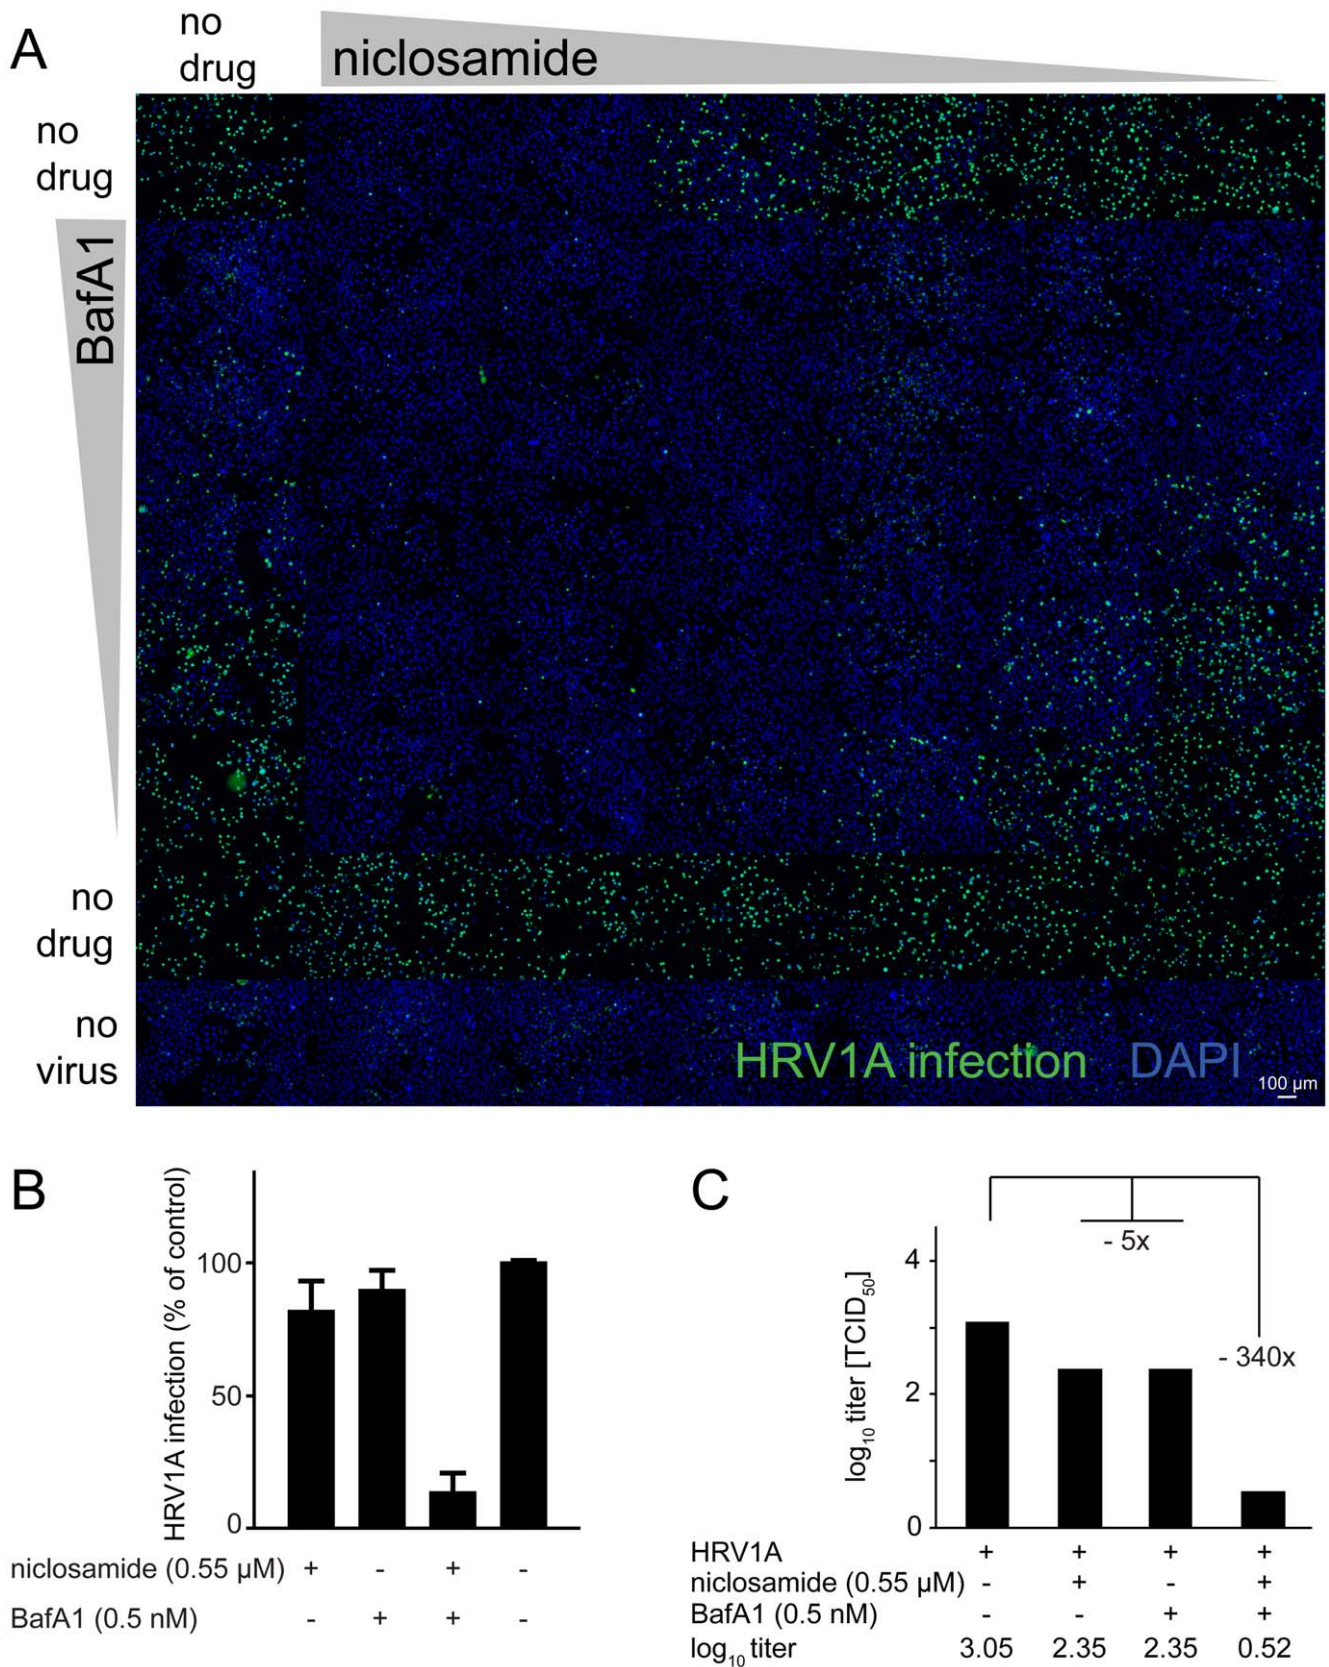 A
no
drug
niclosamide
no
drug
BafA1
no
drug
no
virus
HRV1A infection DAPI
100 µm
B
HRV1A infection (% of control)
100
50
0
niclosamide (0.55 µM) + - + -
BafA1 (0.5 nM) - + + -
C
- 5x
- 340x
log10 titer [TCID50]
4
2
0
HRV1A + + + +
niclosamide (0.55 µM) - + - +
BafA1 (0.5 nM) - - + +
log10 titer 3.05 2.35 2.35 0.52